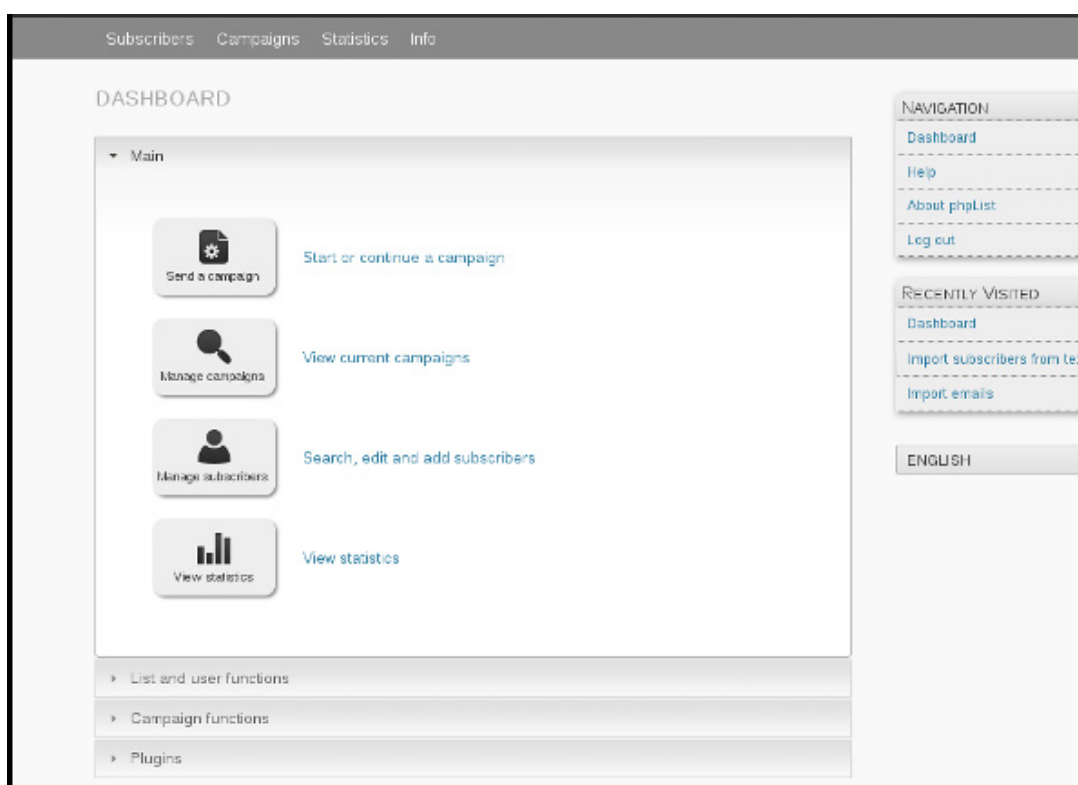 Subscribers Campaigns Statistics Info
DASHBOARD
Main
Send a campaign
Start or continue a campaign
Manage campaigns
View current campaigns
Manage subscribers
Search, edit and add subscribers
View statistics
View statistics
List and user functions
Campaign functions
Plugins
NAVIGATION
Dashboard
Help
About phpList
Log out
RECENTLY VISITED
Dashboard
Import subscribers from
Import emails
ENGLISH